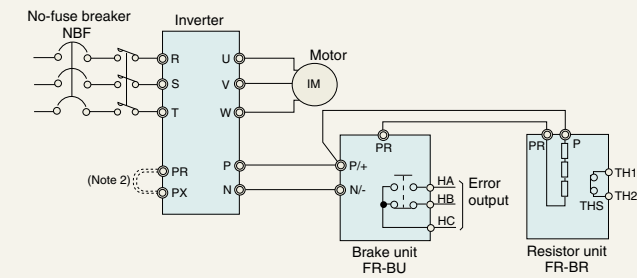 No-fuse breaker
NBF
Inverter
Motor
R
S
T
U
V
W
IM
PR
PX
(Note 2)
P
N
PR
P/+
N/-
HA
HB
HC
Error
output
Brake unit
FR-BU
PR
P
TH1
TH2
THS
Resistor unit
FR-BR